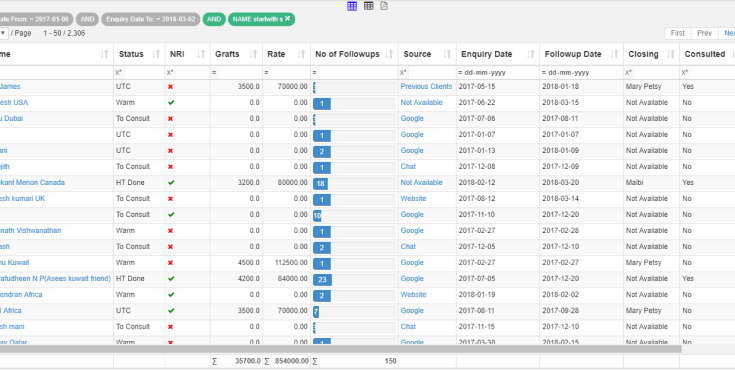 ate From: = 2017-01-06 AND Enquiry Date To: = 2018-03-02 AND NAME startwith s ✕
/ Page 1 - 50 / 2,306 First Prev Nex
me Status NRI Grafts Rate No of Followups Source Enquiry Date Followup Date Closing Consulted
X* X* = = = X* = dd-mm-yyyy = dd-mm-yyyy X* X*
James UTC ✖ 3500.0 70000.00 Previous Clients 2017-05-15 2018-01-18 Mary Petsy Yes
esh USA Warm ✔ 0.0 0.00 1 Not Available 2017-06-22 2018-03-15 Not Available No
u Dubai To Consult ✖ 0.0 0.00 Google 2017-07-06 2017-08-11 Not Available No
UTC ✖ 0.0 0.00 1 Google 2017-01-07 2017-01-07 Not Available No
ani UTC ✖ 0.0 0.00 2 Google 2017-01-13 2018-01-09 Not Available No
jith To Consult ✖ 0.0 0.00 1 Chat 2017-12-08 2017-12-09 Not Available No
ekant Menon Canada HT Done ✔ 3200.0 80000.00 18 Not Available 2018-02-12 2018-03-20 Malbi Yes
esh kumari UK To Consult ✖ 0.0 0.00 1 Website 2017-08-12 2018-03-14 Not Available No
To Consult ✔ 0.0 0.00 10 Google 2017-11-10 2017-12-20 Not Available No
enath Vishwanathan Warm ✖ 0.0 0.00 1 Google 2017-02-27 2017-02-28 Not Available No
ash To Consult ✖ 0.0 0.00 2 Chat 2017-12-05 2017-12-10 Not Available No
nu Kuwait Warm ✖ 4500.0 112500.00 1 Google 2017-02-27 2017-02-27 Mary Petsy No
rafudheen N P(Asees kuwait friend) HT Done ✔ 4200.0 84000.00 23 Google 2017-07-05 2017-12-20 Not Available Yes
endran Africa Warm ✔ 0.0 0.00 2 Website 2018-01-19 2018-02-02 Not Available No
l Africa UTC ✔ 3500.0 70000.00 7 Google 2017-08-11 2017-09-28 Mary Petsy No
sh mani To Consult ✖ 0.0 0.00 Chat 2017-11-15 2017-12-10 Not Available No
ay Qatar Warm ✖ 0.0 0.00 1 Google 2017-03-30 2018-02-15 Not Available No
Σ 35700.0 Σ 854000.00 Σ 150